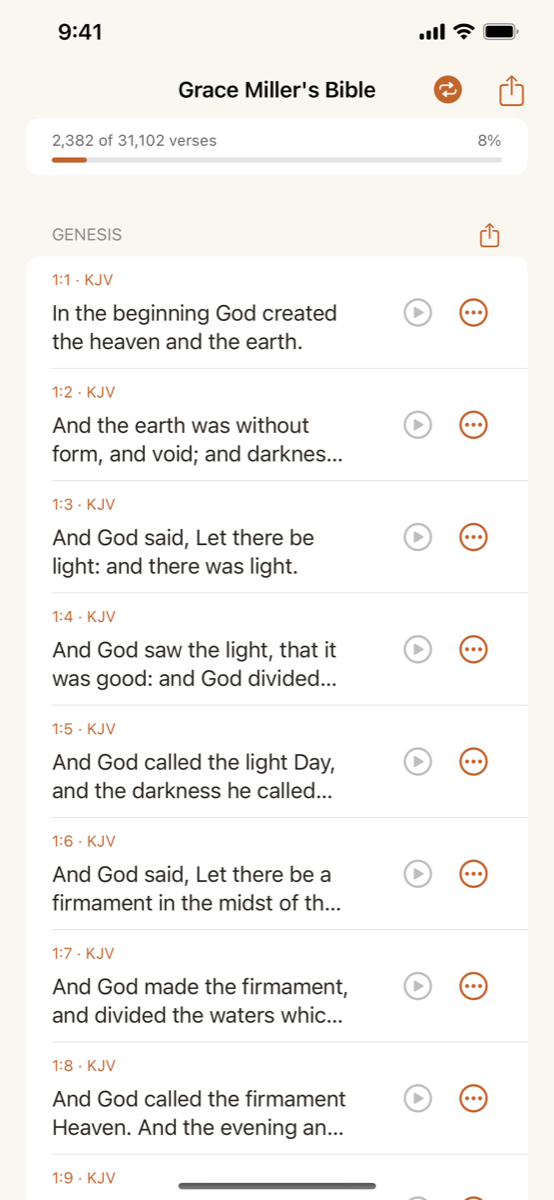 9:41
Grace Miller's Bible
2,382 of 31,102 verses
8%
GENESIS
1:1 · KJV
In the beginning God created
the heaven and the earth.
1:2 · KJV
And the earth was without
form, and void; and darknes...
1:3 · KJV
And God said, Let there be
light: and there was light.
1:4 · KJV
And God saw the light, that it
was good: and God divided...
1:5 · KJV
And God called the light Day,
and the darkness he called...
1:6 · KJV
And God said, Let there be a
firmament in the midst of th...
1:7 · KJV
And God made the firmament,
and divided the waters whic...
1:8 · KJV
And God called the firmament
Heaven. And the evening an...
1:9 · KJV